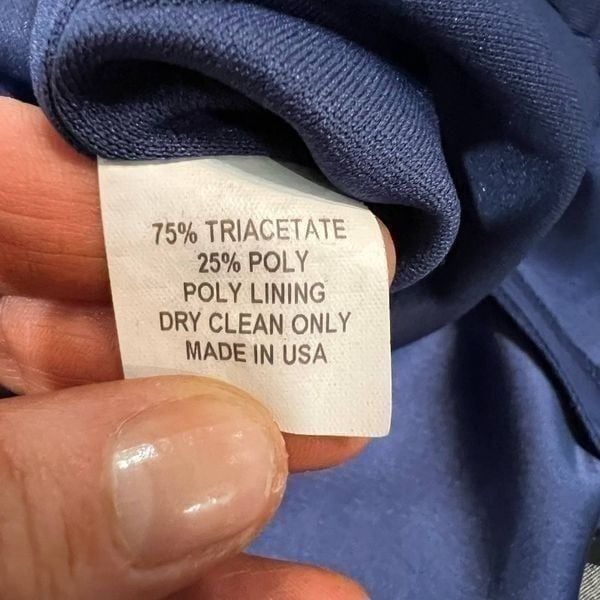 75% TRIACETATE
25% POLY
POLY LINING
DRY CLEAN ONLY
MADE IN USA